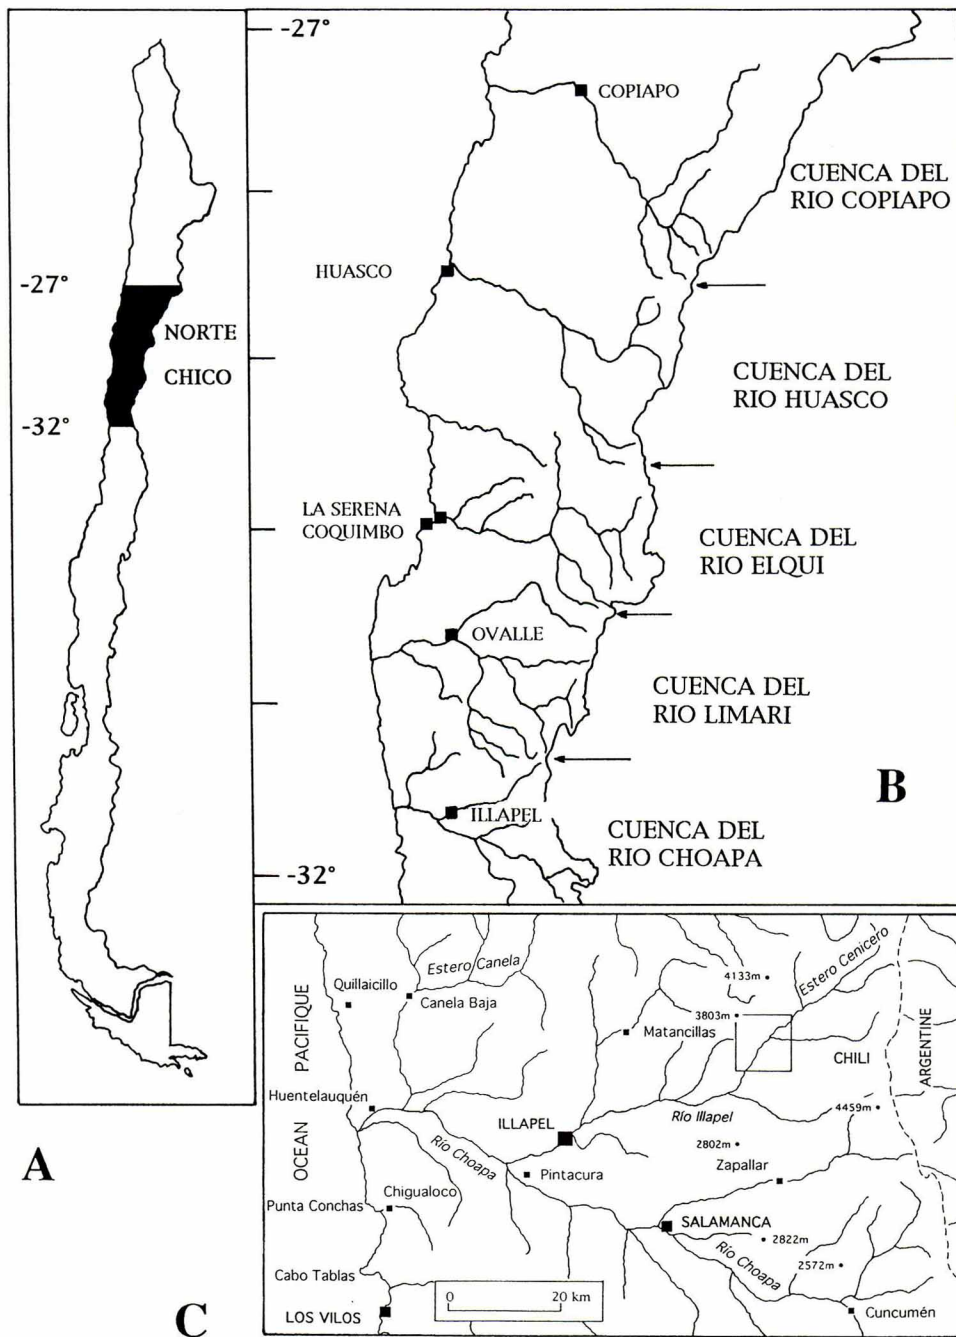 -27°
NORTE
CHICO
-32°
A
-27°
COPIAPO
CUENCA DEL
RIO COPIAPO
HUASCO
CUENCA DEL
RIO HUASCO
LA SERENA
COQUIMBO
CUENCA DEL
RIO ELQUI
OVALLE
CUENCA DEL
RIO LIMARI
B
ILLAPEL
CUENCA DEL
RIO CHOAPA
-32°
Estero Canela
Estero Cenicero
4133m
Quillaicillo
Canela Baja
3803m
Matancillas
OCEAN PACIFIQUE
CHILI
ARGENTINE
Huentelauquén
ILLAPEL
Río Illapel
4459m
Río Choapa
2802m
Pintacura
Zapallar
Punta Conchas
Chigualoco
SALAMANCA
2822m
Río Choapa
2572m
Cabo Tablas
0 20 km
LOS VILOS
Cuncumén
C